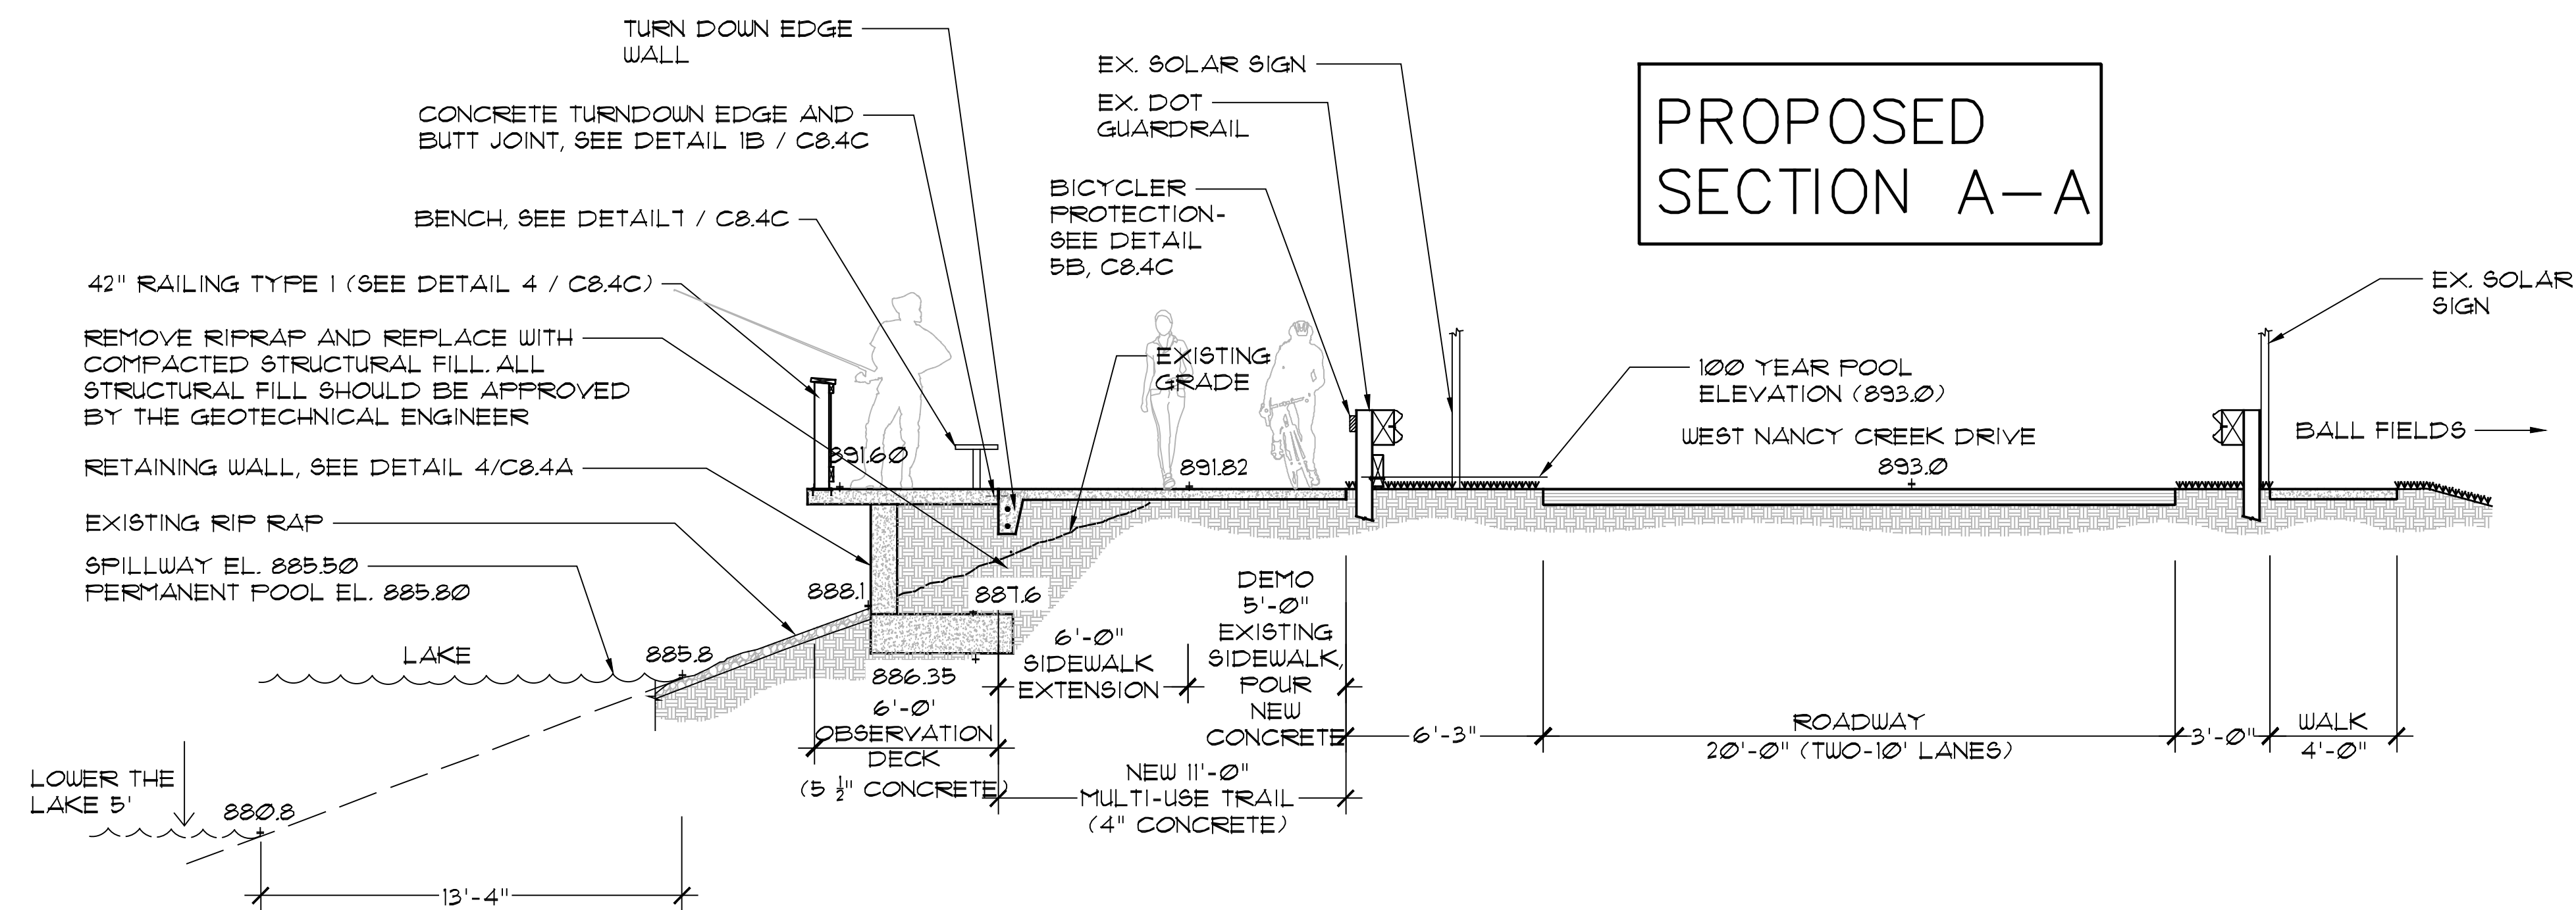 TURN DOWN EDGE
WALL
CONCRETE TURNDOWN EDGE AND
BUTT JOINT, SEE DETAIL 1B / C8.4C
BENCH, SEE DETAIL7 / C8.4C
42" RAILING TYPE 1 (SEE DETAIL 4 / C8.4C)
REMOVE RIPRAP AND REPLACE WITH
COMPACTED STRUCTURAL FILL. ALL
STRUCTURAL FILL SHOULD BE APPROVED
BY THE GEOTECHNICAL ENGINEER
RETAINING WALL, SEE DETAIL 4/C8.4A
EXISTING RIP RAP
SPILLWAY EL. 885.50
PERMANENT POOL EL. 885.80
LAKE
885.8
LOWER THE
LAKE 5'
880.8
13'-4"
EX. SOLAR SIGN
EX. DOT
GUARDRAIL
BICYCLER
PROTECTION-
SEE DETAIL
5B, C8.4C
EXISTING
GRADE
891.60
891.82
888.1
887.6
886.35
6'-0'
OBSERVATION
DECK
(5 ½" CONCRETE)
6'-0"
SIDEWALK
EXTENSION
DEMO
5'-0"
EXISTING
SIDEWALK,
POUR
NEW
CONCRETE
NEW 11'-0"
MULTI-USE TRAIL
(4" CONCRETE)
PROPOSED
SECTION A-A
100 YEAR POOL
ELEVATION (893.0)
WEST NANCY CREEK DRIVE
893.0
EX. SOLAR
SIGN
BALL FIELDS
6'-3"
ROADWAY
20'-0" (TWO-10' LANES)
3'-0"
WALK
4'-0"